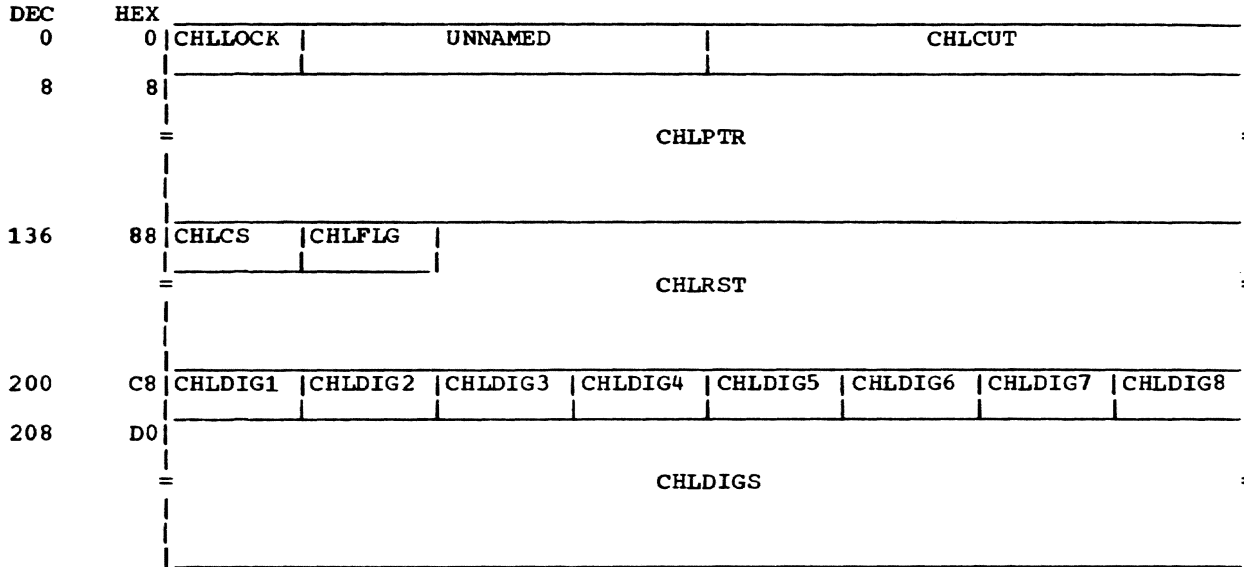 DEC HEX
0 0 CHLLOCK UNNAMED CHLCUT
8 8
CHLPTR
136 88 CHLCS CHLFLG
CHLRST
200 C8 CHLDIG1 CHLDIG2 CHLDIG3 CHLDIG4 CHLDIG5 CHLDIG6 CHLDIG7 CHLDIG8
208 D0
CHLDIGS